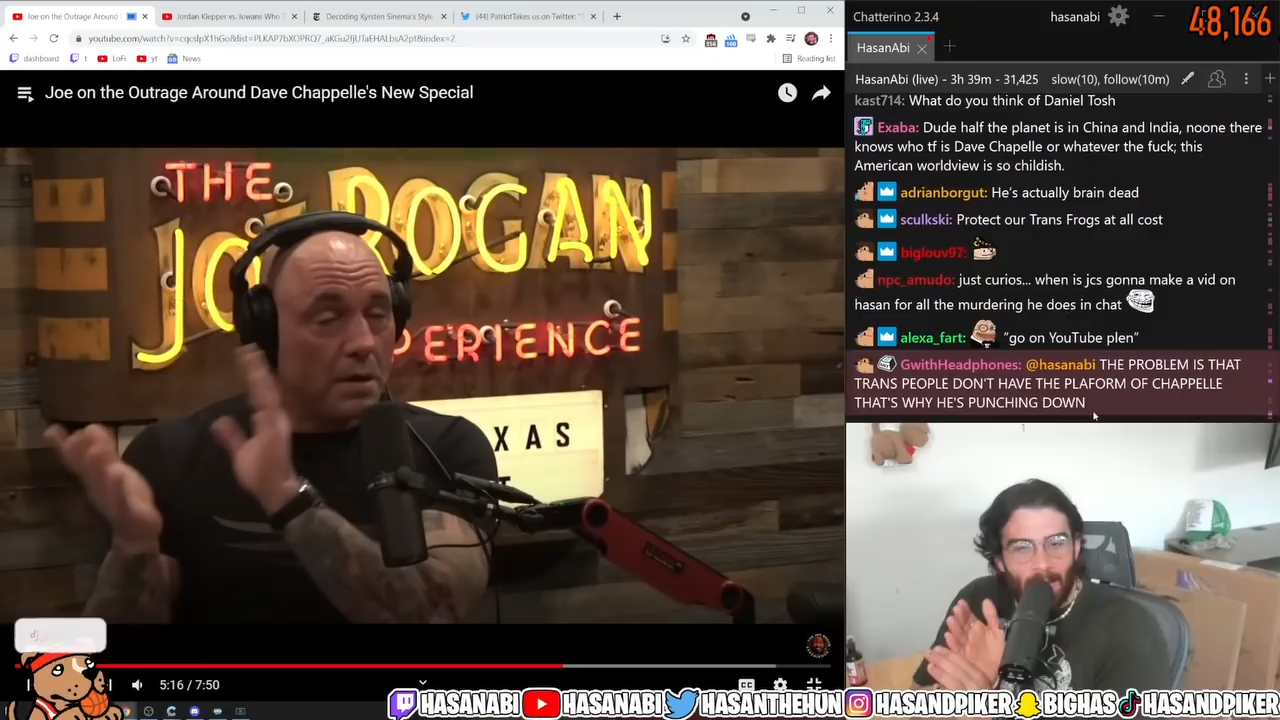 Joe on the Outrage Around
Jordan Klepper vs. Iowans Who
Decoding Kyrsten Sinema's Style
(44) PatriotTakes us on Twitter: "
youtube.com/watch?v=cqcsIpX1hGo&list=PLKAP7bXOPRQ7_aKGu2fjUTaEHALbsA2pt&index=2
dashboard
t
LoFi
yt
News
Reading list
Joe on the Outrage Around Dave Chappelle's New Special
THE
JOE ROGAN
EXPERIENCE
TEXAS
5:16 / 7:50
Chatterino 2.3.4
hasanabi
48,166
HasanAbi
HasanAbi (live) - 3h 39m - 31,425 slow(10), follow(10m)
kast714: What do you think of Daniel Tosh
Exaba: Dude half the planet is in China and India, noone there
knows who tf is Dave Chapelle or whatever the fuck; this
American worldview is so childish.
adrianborgut: He's actually brain dead
sculkski: Protect our Trans Frogs at all cost
biglouv97:
npc_amudo: just curios... when is jcs gonna make a vid on
hasan for all the murdering he does in chat
alexa_fart: "go on YouTube plen"
GwithHeadphones: @hasanabi THE PROBLEM IS THAT
TRANS PEOPLE DON'T HAVE THE PLAFORM OF CHAPPELLE
THAT'S WHY HE'S PUNCHING DOWN
HASANABI
HASANABI
HASANTHEHUN
HASANDPIKER
BIGHAS
HASANDPIKER